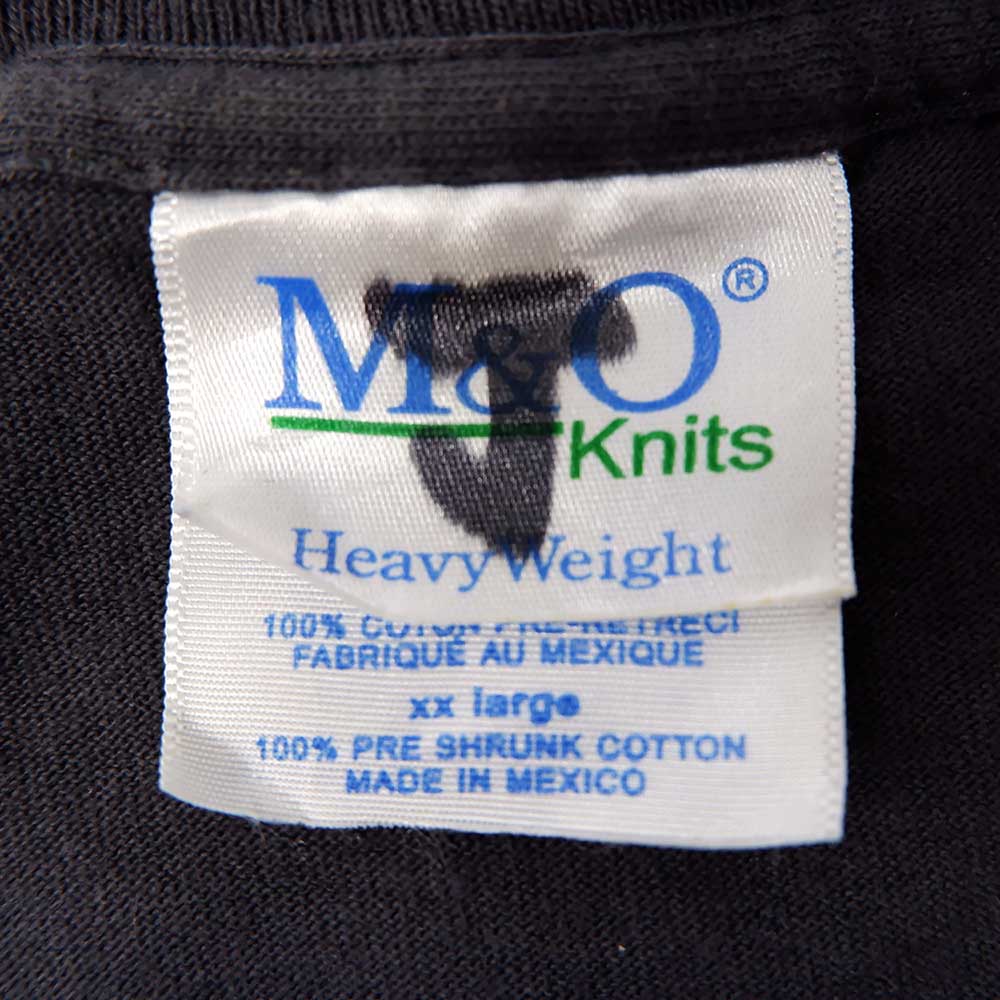 M&O ®
Knits
J
HeavyWeight
100% COTON PRE-RETRECI
FABRIQUE AU MEXIQUE
xx large
100% PRE SHRUNK COTTON
MADE IN MEXICO